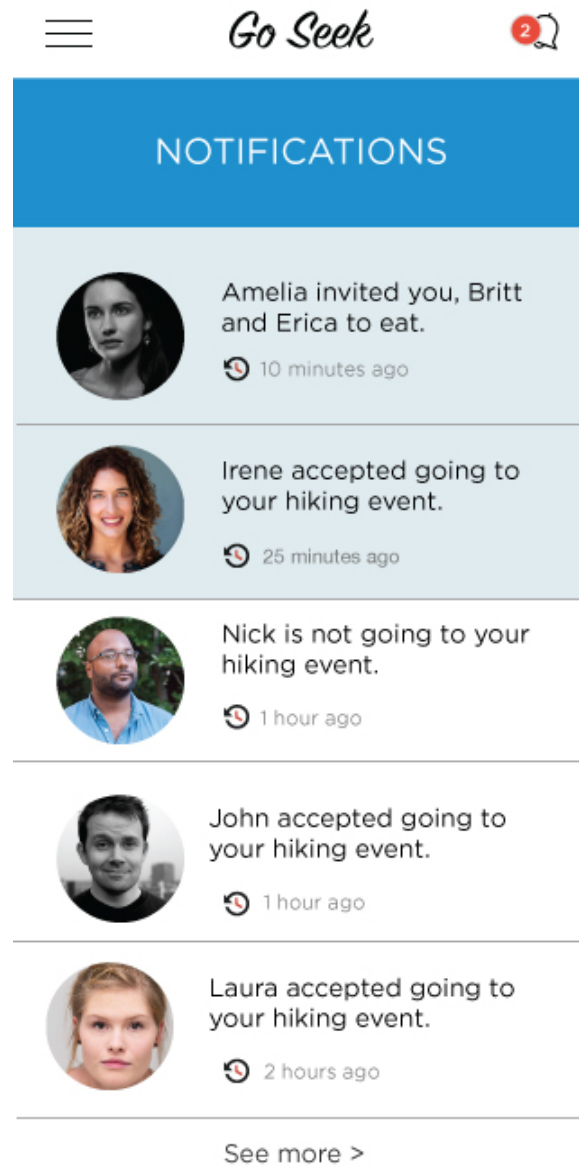 Go Seek
2
NOTIFICATIONS
Amelia invited you, Britt
and Erica to eat.
10 minutes ago
Irene accepted going to
your hiking event.
25 minutes ago
Nick is not going to your
hiking event.
1 hour ago
John accepted going to
your hiking event.
1 hour ago
Laura accepted going to
your hiking event.
2 hours ago
See more >